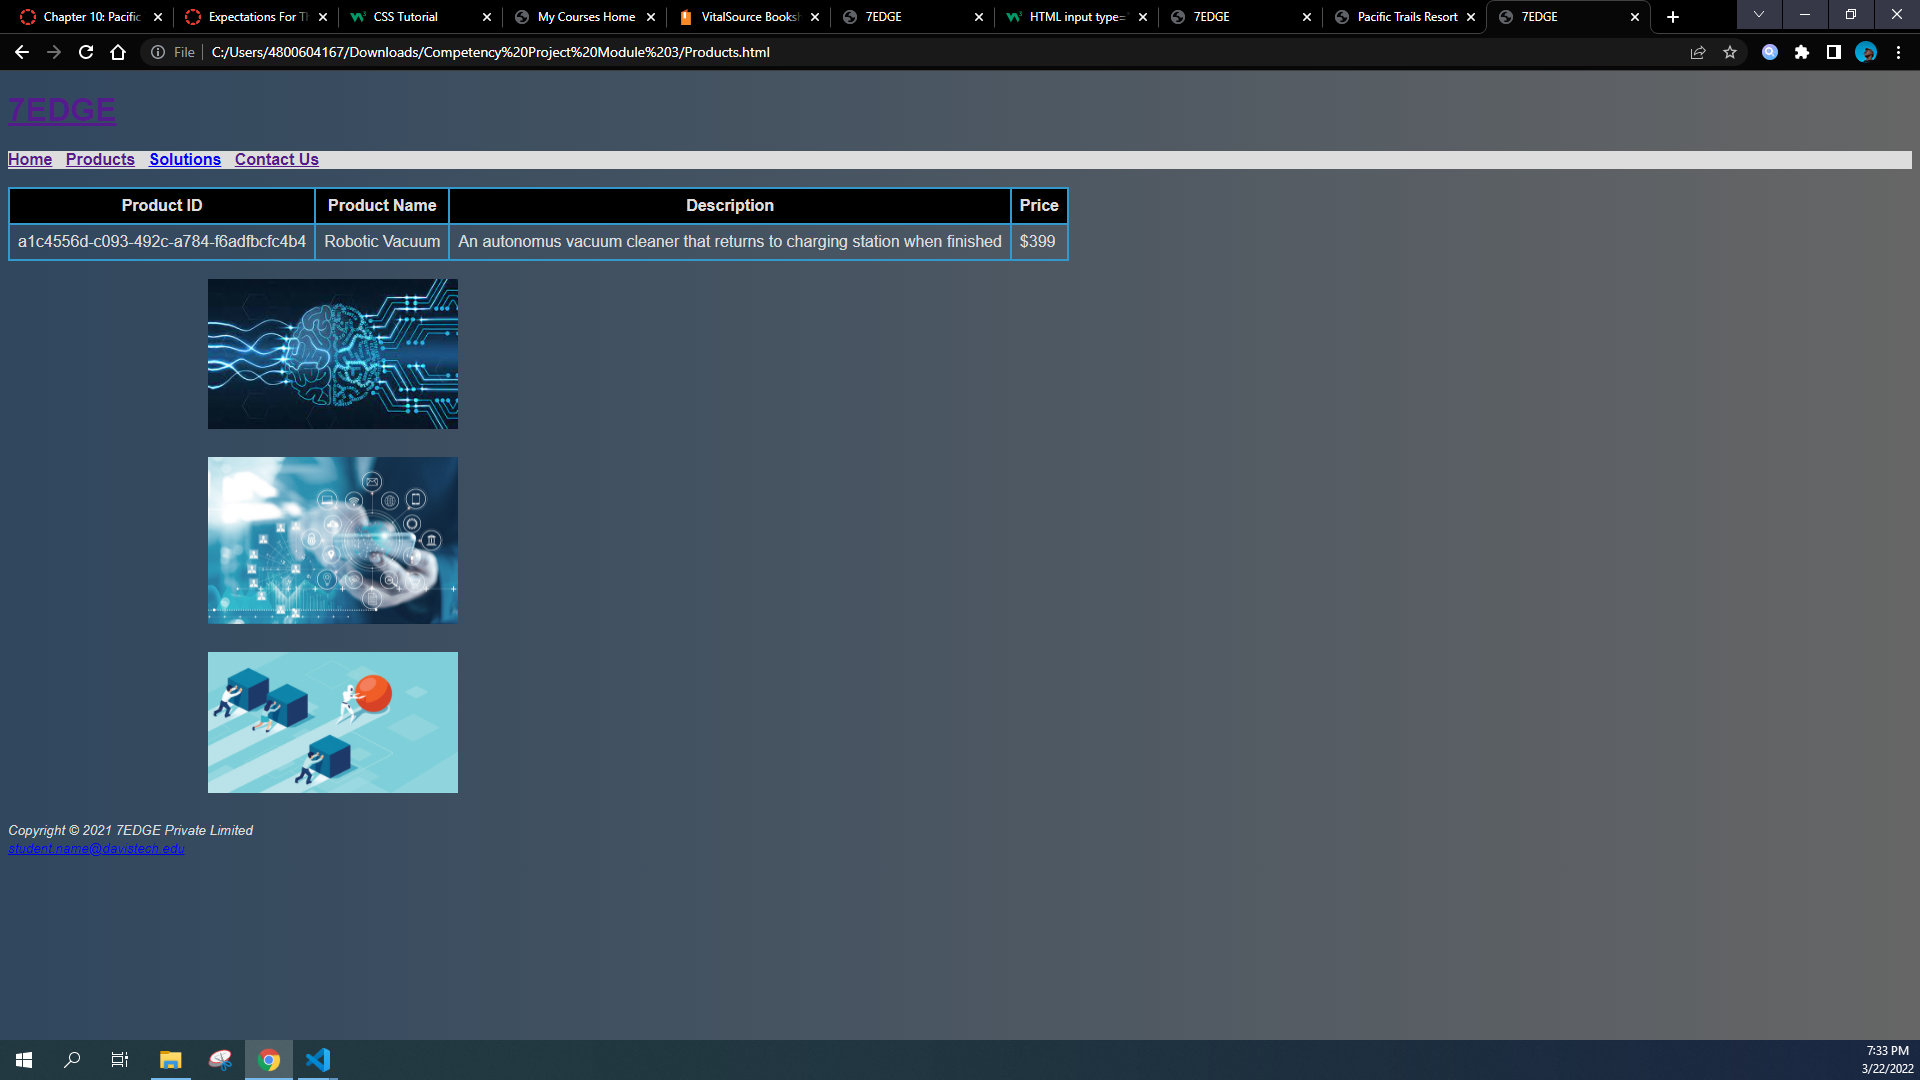 Chapter 10: Pacific
Expectations For Th
CSS Tutorial
My Courses Home
VitalSource Booksh
7EDGE
HTML input type=
7EDGE
Pacific Trails Resort
7EDGE
File
C:/Users/4800604167/Downloads/Competency%20Project%20Module%203/Products.html
7EDGE
Home Products Solutions Contact Us
Product ID Product Name Description Price
a1c4556d-c093-492c-a784-f6adfbcfc4b4 Robotic Vacuum An autonomus vacuum cleaner that returns to charging station when finished $399
Copyright © 2021 7EDGE Private Limited
student.name@davistech.edu
7:33 PM
3/22/2022